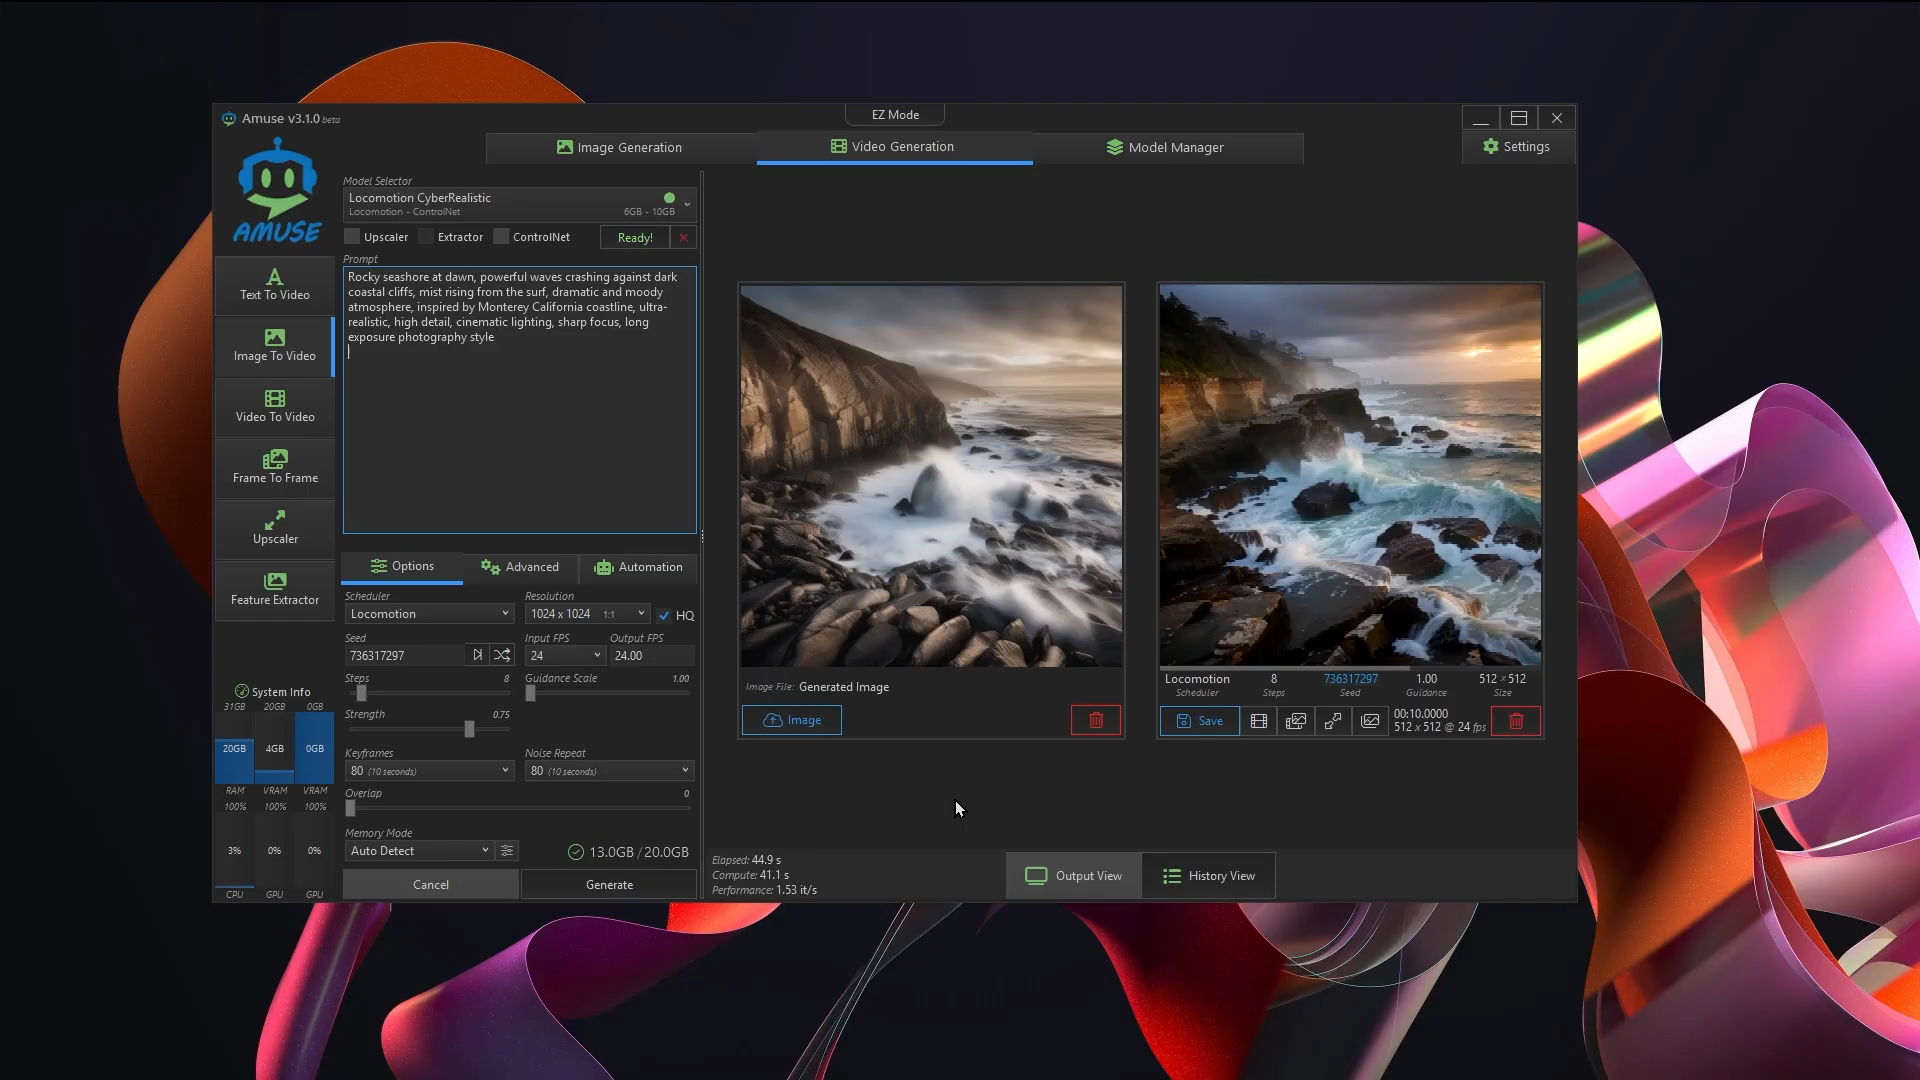 Amuse v3.1.0 beta
EZ Mode
Image Generation
Video Generation
Model Manager
Settings
AMUSE
Text To Video
Image To Video
Video To Video
Frame To Frame
Upscaler
Feature Extractor
System Info
31GB 20GB 0GB
20GB 4GB 0GB
RAM VRAM VRAM
100% 100% 100%
3% 0% 0%
CPU GPU GPU
Model Selector
Locomotion CyberRealistic
Locomotion - ControlNet 6GB - 10GB
Upscaler Extractor ControlNet Ready!
Prompt
Rocky seashore at dawn, powerful waves crashing against dark
coastal cliffs, mist rising from the surf, dramatic and moody
atmosphere, inspired by Monterey California coastline, ultra-
realistic, high detail, cinematic lighting, sharp focus, long
exposure photography style
Options Advanced Automation
Scheduler Resolution
Locomotion 1024 x 1024 1:1 HQ
Seed Input FPS Output FPS
736317297 24 24.00
Steps 8 Guidance Scale 1.00
Strength 0.75
Keyframes Noise Repeat
80 (10 seconds) 80 (10 seconds)
Overlap 0
Memory Mode
Auto Detect 13.0GB / 20.0GB
Cancel Generate
Image File: Generated Image
Image
Locomotion 8 736317297 1.00 512 × 512
Scheduler Steps Seed Guidance Size
Save
00:10.0000
512 x 512 @ 24 fps
Elapsed: 44.9 s
Compute: 41.1 s
Performance: 1.53 it/s
Output View
History View